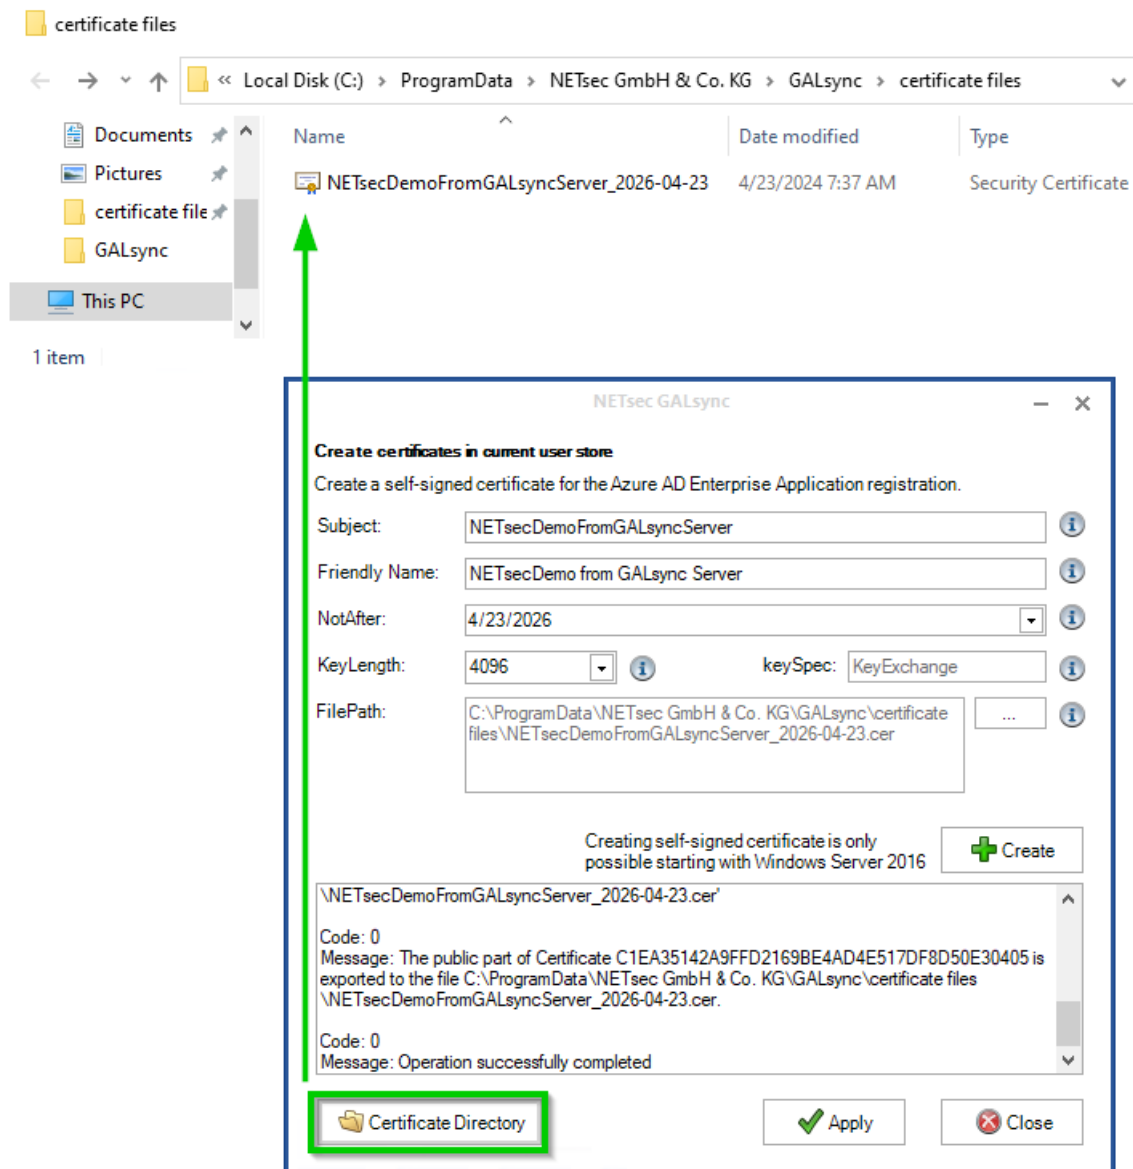 certificate files
« Local Disk (C:) > ProgramData > NETsec GmbH & Co. KG > GALsync > certificate files
Documents
Pictures
certificate file
GALsync
This PC
1 item
Name Date modified Type
NETsecDemoFromGALsyncServer_2026-04-23 4/23/2024 7:37 AM Security Certificate
NETsec GALsync
Create certificates in current user store
Create a self-signed certificate for the Azure AD Enterprise Application registration.
Subject: NETsecDemoFromGALsyncServer
Friendly Name: NETsecDemo from GALsync Server
NotAfter: 4/23/2026
KeyLength: 4096 keySpec: KeyExchange
FilePath: C:\ProgramData\NETsec GmbH & Co. KG\GALsync\certificate
files\NETsecDemoFromGALsyncServer_2026-04-23.cer
...
Creating self-signed certificate is only
possible starting with Windows Server 2016
Create
\NETsecDemoFromGALsyncServer_2026-04-23.cer'
Code: 0
Message: The public part of Certificate C1EA35142A9FFD2169BE4AD4E517DF8D50E30405 is
exported to the file C:\ProgramData\NETsec GmbH & Co. KG\GALsync\certificate files
\NETsecDemoFromGALsyncServer_2026-04-23.cer.
Code: 0
Message: Operation successfully completed
Certificate Directory Apply Close